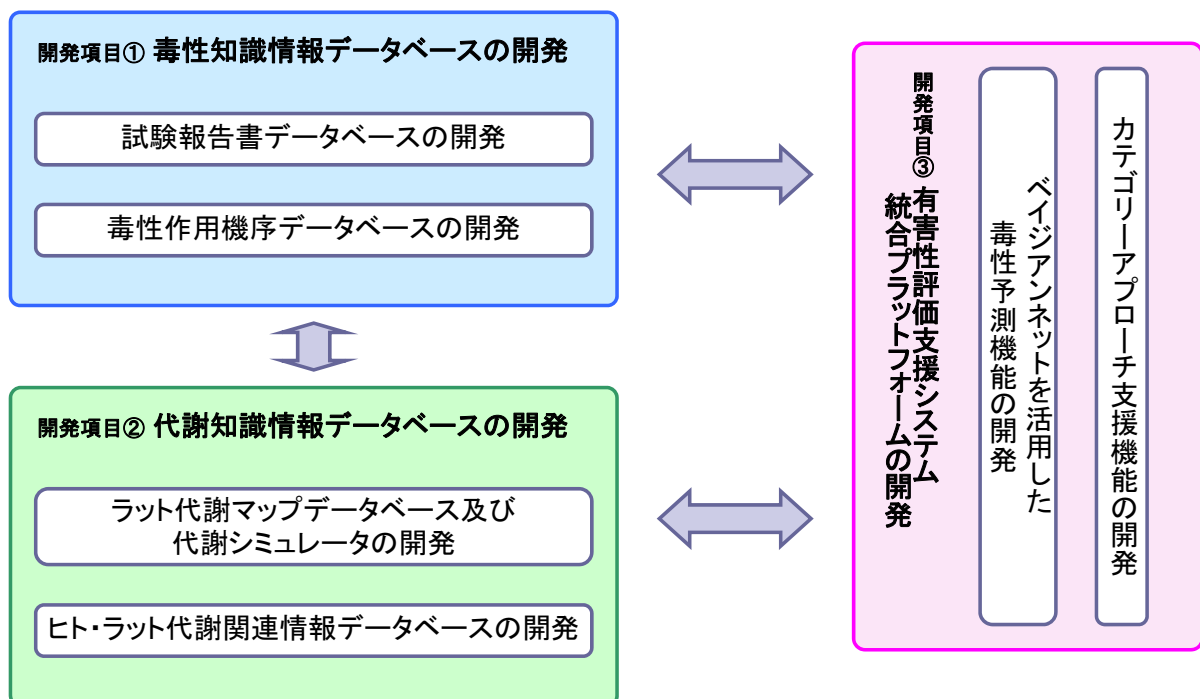 開発項目① 毒性知識情報データベースの開発
試験報告書データベースの開発
毒性作用機序データベースの開発
開発項目② 代謝知識情報データベースの開発
ラット代謝マップデータベース及び
代謝シミュレータの開発
ヒト・ラット代謝関連情報データベースの開発
開発項目③ 有害性評価支援システム
統合プラットフォームの開発
ベイジアンネットを活用した
毒性予測機能の開発
カテゴリーアプローチ支援機能の開発